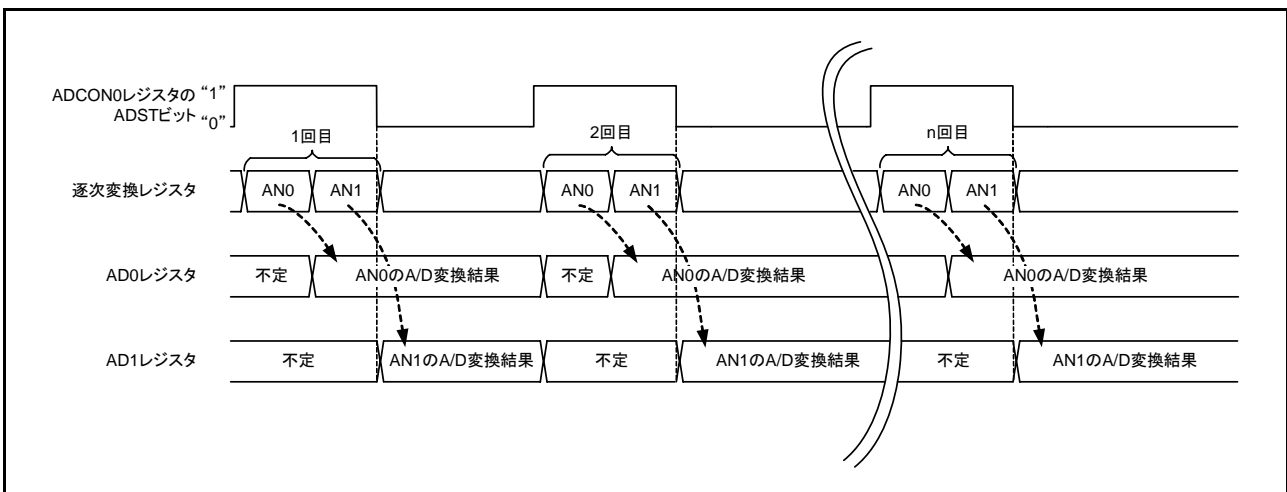 ADCON0レジスタの "1"
ADSTビット "0"
1回目
2回目
n回目
逐次変換レジスタ
AN0
AN1
AN0
AN1
AN0
AN1
AD0レジスタ
不定
AN0のA/D変換結果
不定
AN0のA/D変換結果
AN0のA/D変換結果
AD1レジスタ
不定
AN1のA/D変換結果
不定
AN1のA/D変換結果
不定
AN1のA/D変換結果